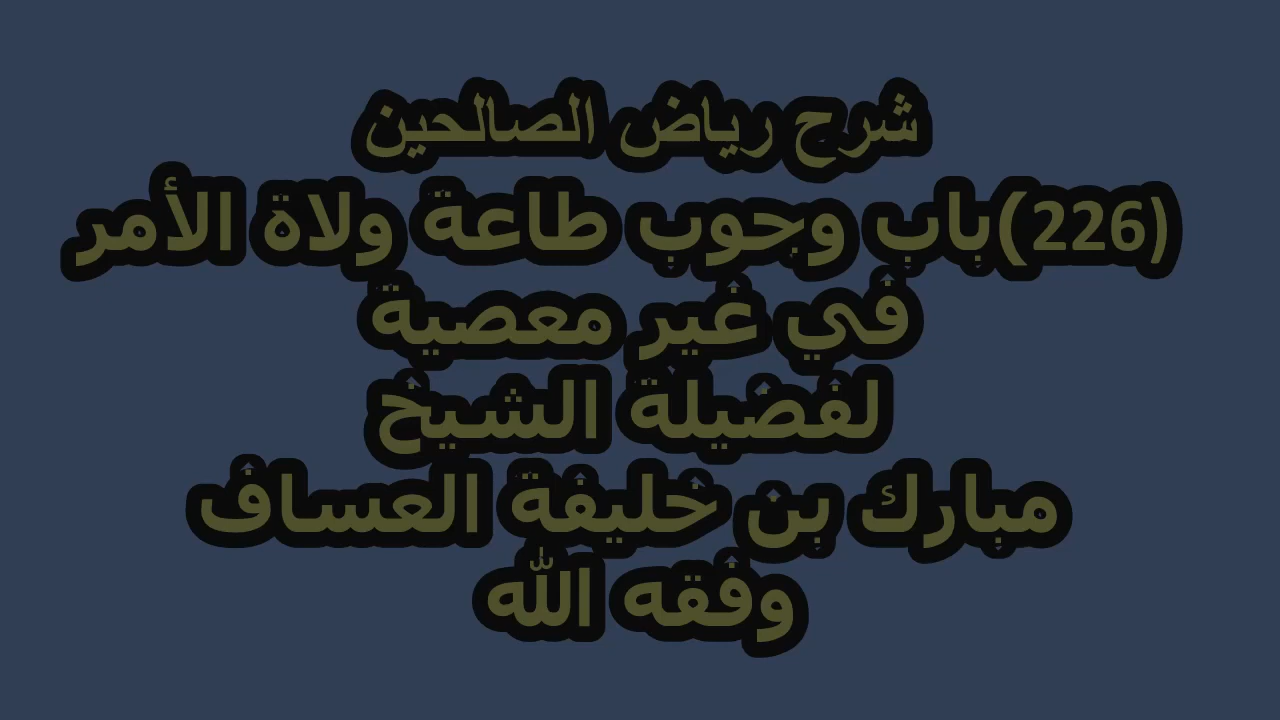 شرح رياض الصالحين
(226)باب وجوب طاعة ولاة الأمر
في غير معصية
لفضيلة الشيخ
مبارك بن خليفة العساف
وفقه الله